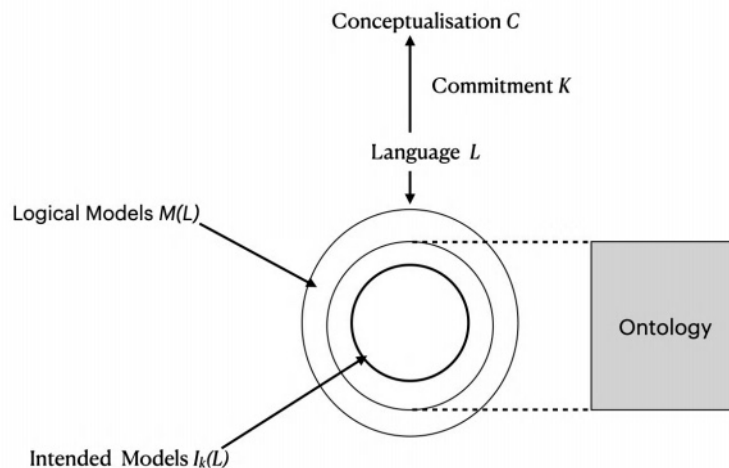 Conceptualisation C
Commitment K
Language L
Logical Models M(L)
Ontology
Intended Models Ik(L)